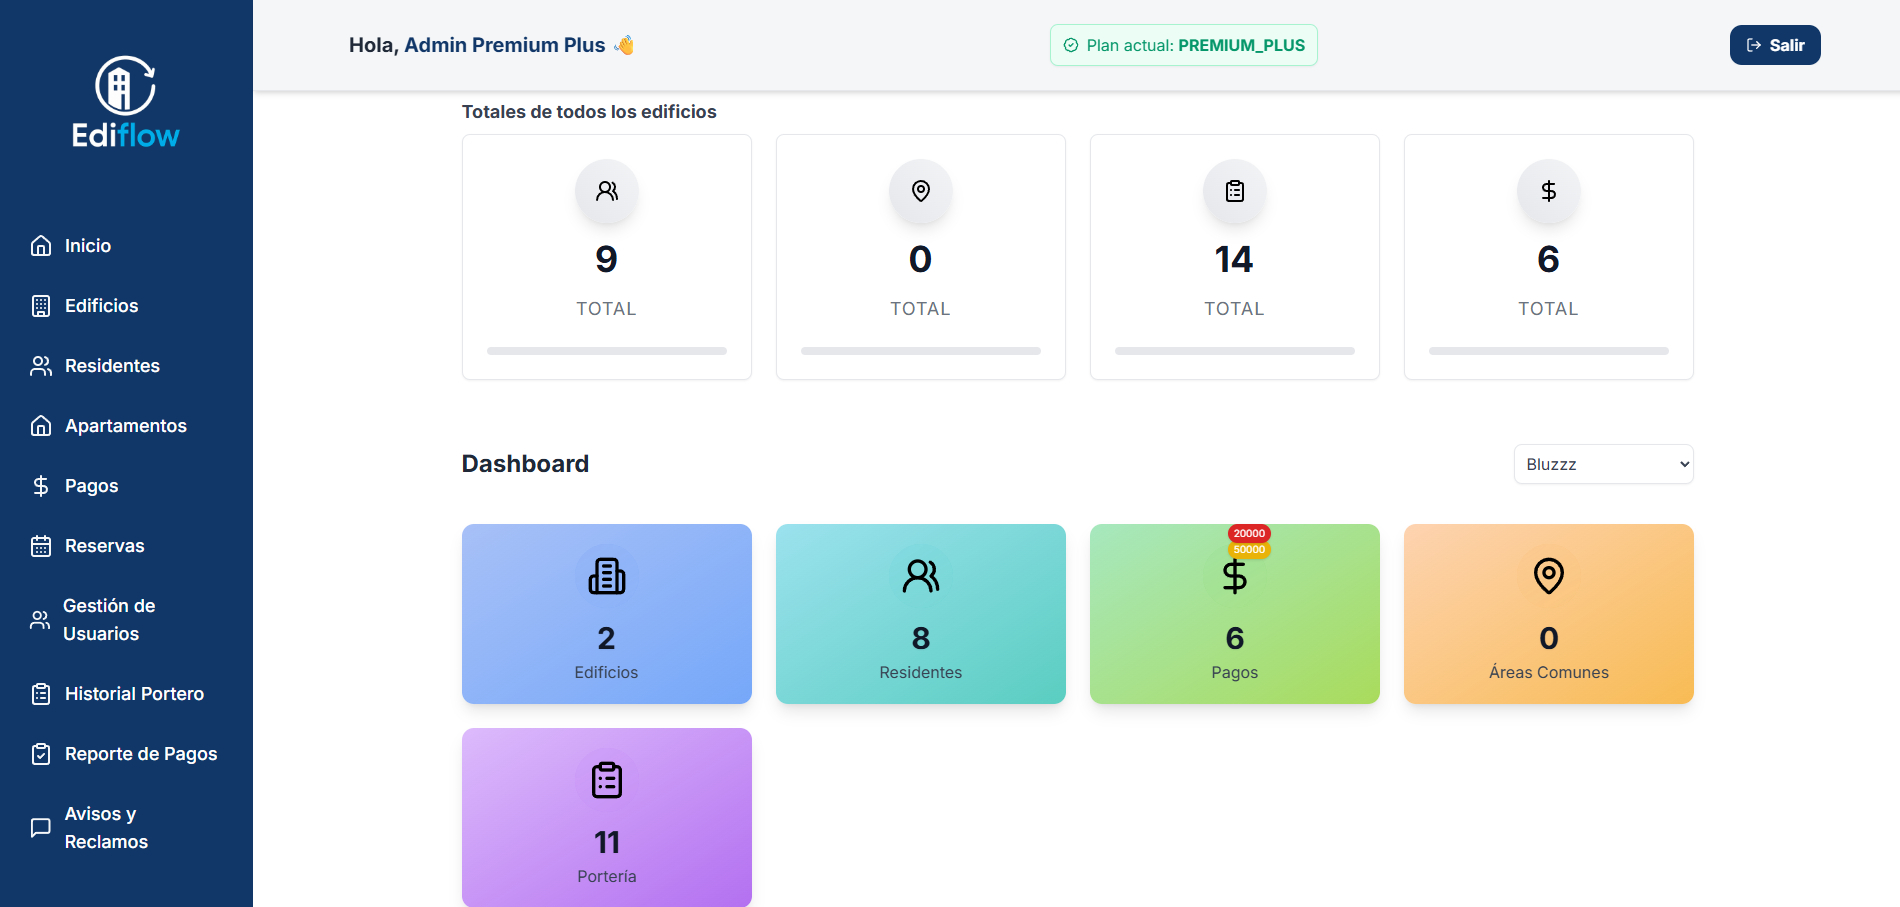 Ediflow
Inicio
Edificios
Residentes
Apartamentos
Pagos
Reservas
Gestión de
Usuarios
Historial Portero
Reporte de Pagos
Avisos y
Reclamos
Hola, Admin Premium Plus 👋
Plan actual: PREMIUM_PLUS
Salir
Totales de todos los edificios
9
TOTAL
0
TOTAL
14
TOTAL
6
TOTAL
Dashboard
Bluzzz
2
Edificios
8
Residentes
20000
50000
6
Pagos
0
Áreas Comunes
11
Portería